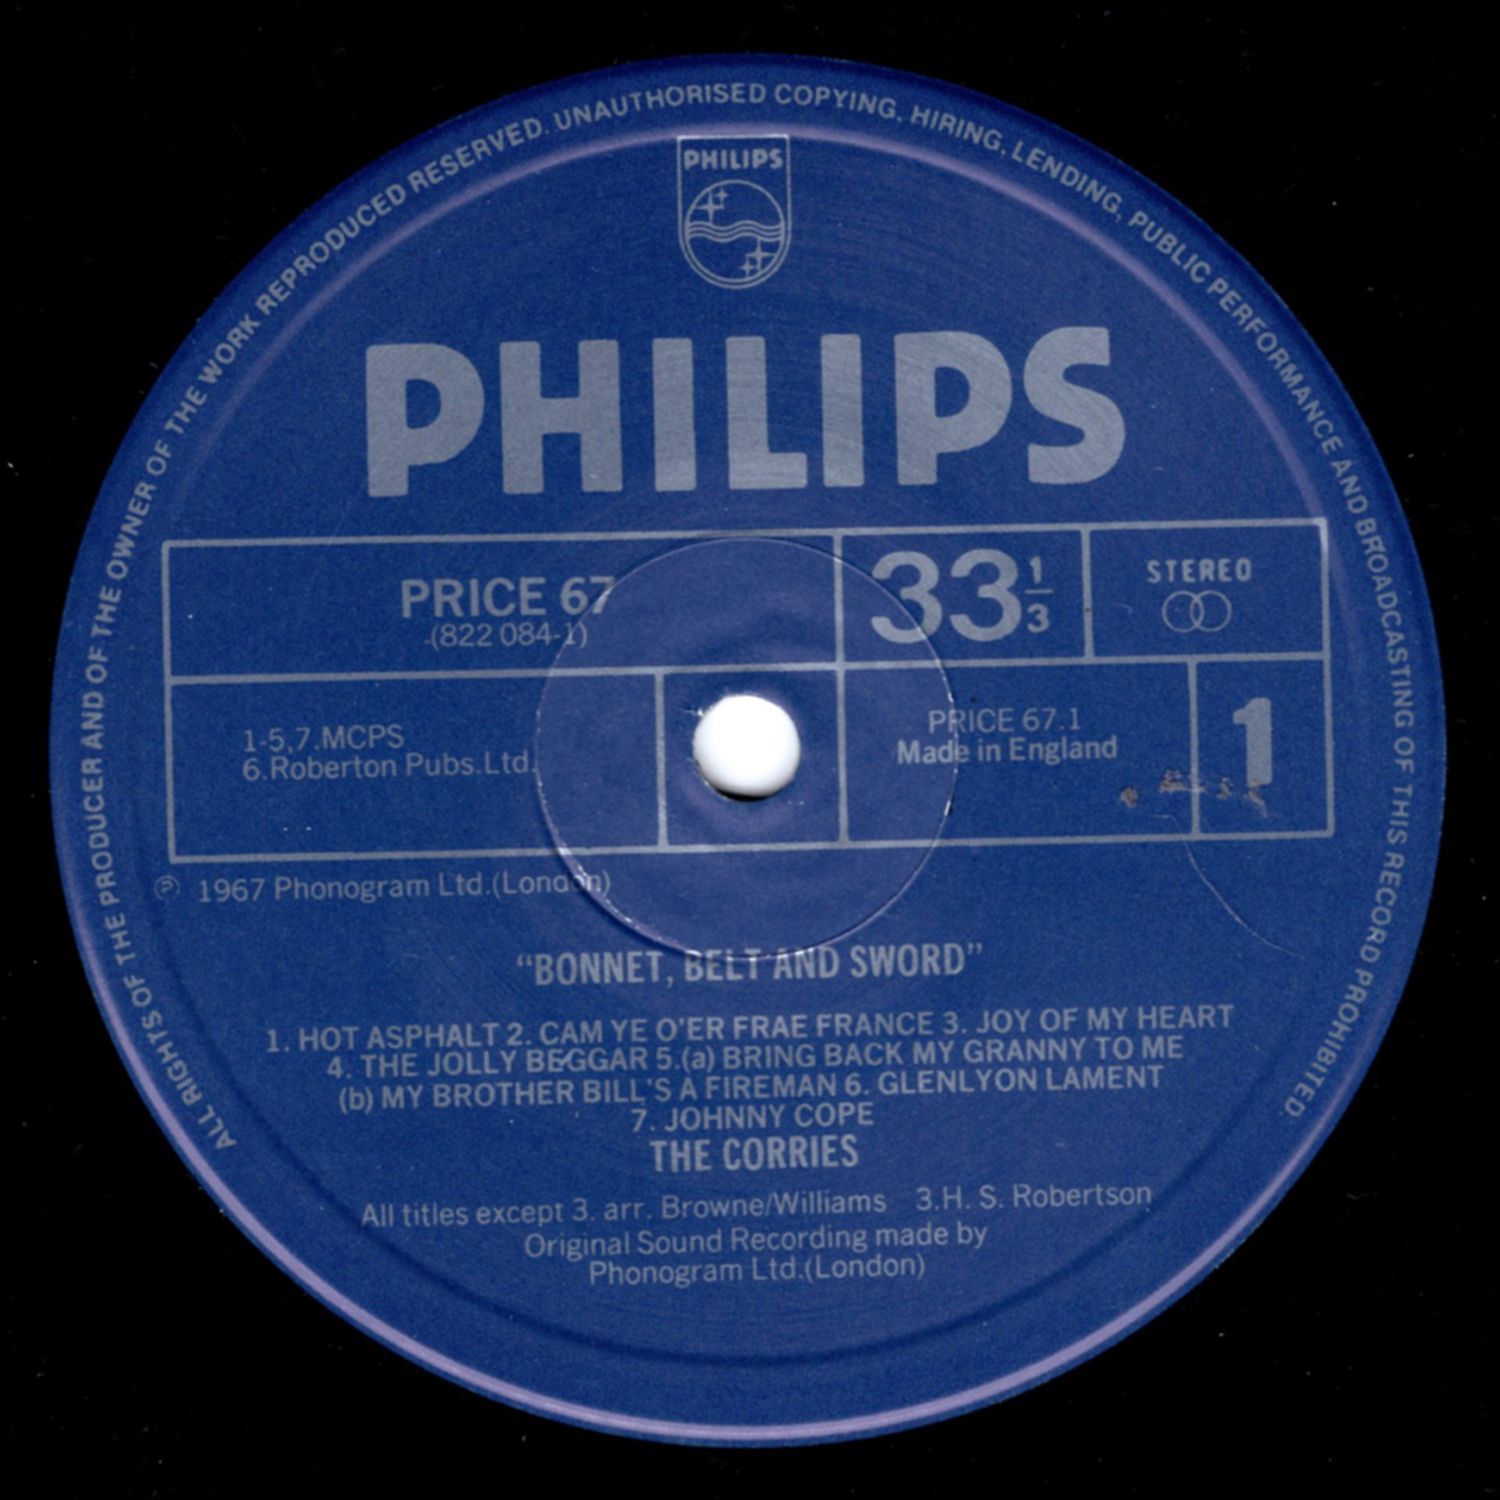 ALL RIGHTS OF THE PRODUCER AND OF THE OWNER OF THE WORK REPRODUCED RESERVED. UNAUTHORISED COPYING, HIRING, LENDING, PUBLIC PERFORMANCE AND BROADCASTING OF THIS RECORD PROHIBITED.
PHILIPS
PHILIPS
PRICE 67
(822 084-1)
33 1/3
STEREO
1-5,7.MCPS
6.Roberton Pubs.Ltd.
PRICE 67.1
Made in England
1
℗ 1967 Phonogram Ltd.(London)
“BONNET, BELT AND SWORD”
1. HOT ASPHALT 2. CAM YE O'ER FRAE FRANCE 3. JOY OF MY HEART
4. THE JOLLY BEGGAR 5.(a) BRING BACK MY GRANNY TO ME
(b) MY BROTHER BILL'S A FIREMAN 6. GLENLYON LAMENT
7. JOHNNY COPE
THE CORRIES
All titles except 3. arr. Browne/Williams 3.H. S. Robertson
Original Sound Recording made by
Phonogram Ltd.(London)